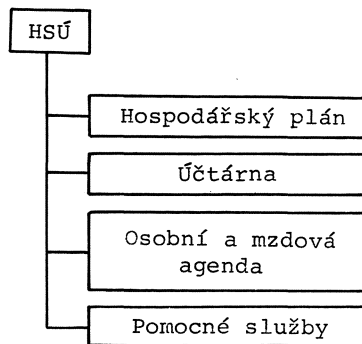 HSÚ
Hospodářský plán
Účtárna
Osobní a mzdová
agenda
Pomocné služby